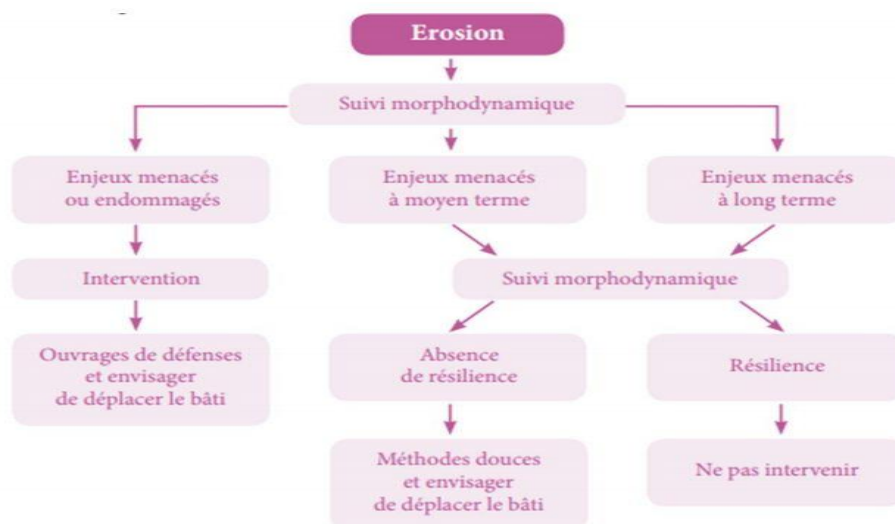 Erosion
Suivi morphodynamique
Enjeux menacés
ou endommagés
Enjeux menacés
à moyen terme
Enjeux menacés
à long terme
Intervention
Suivi morphodynamique
Ouvrages de défenses
et envisager
de déplacer le bâti
Absence
de résilience
Résilience
Méthodes douces
et envisager
de déplacer le bâti
Ne pas intervenir